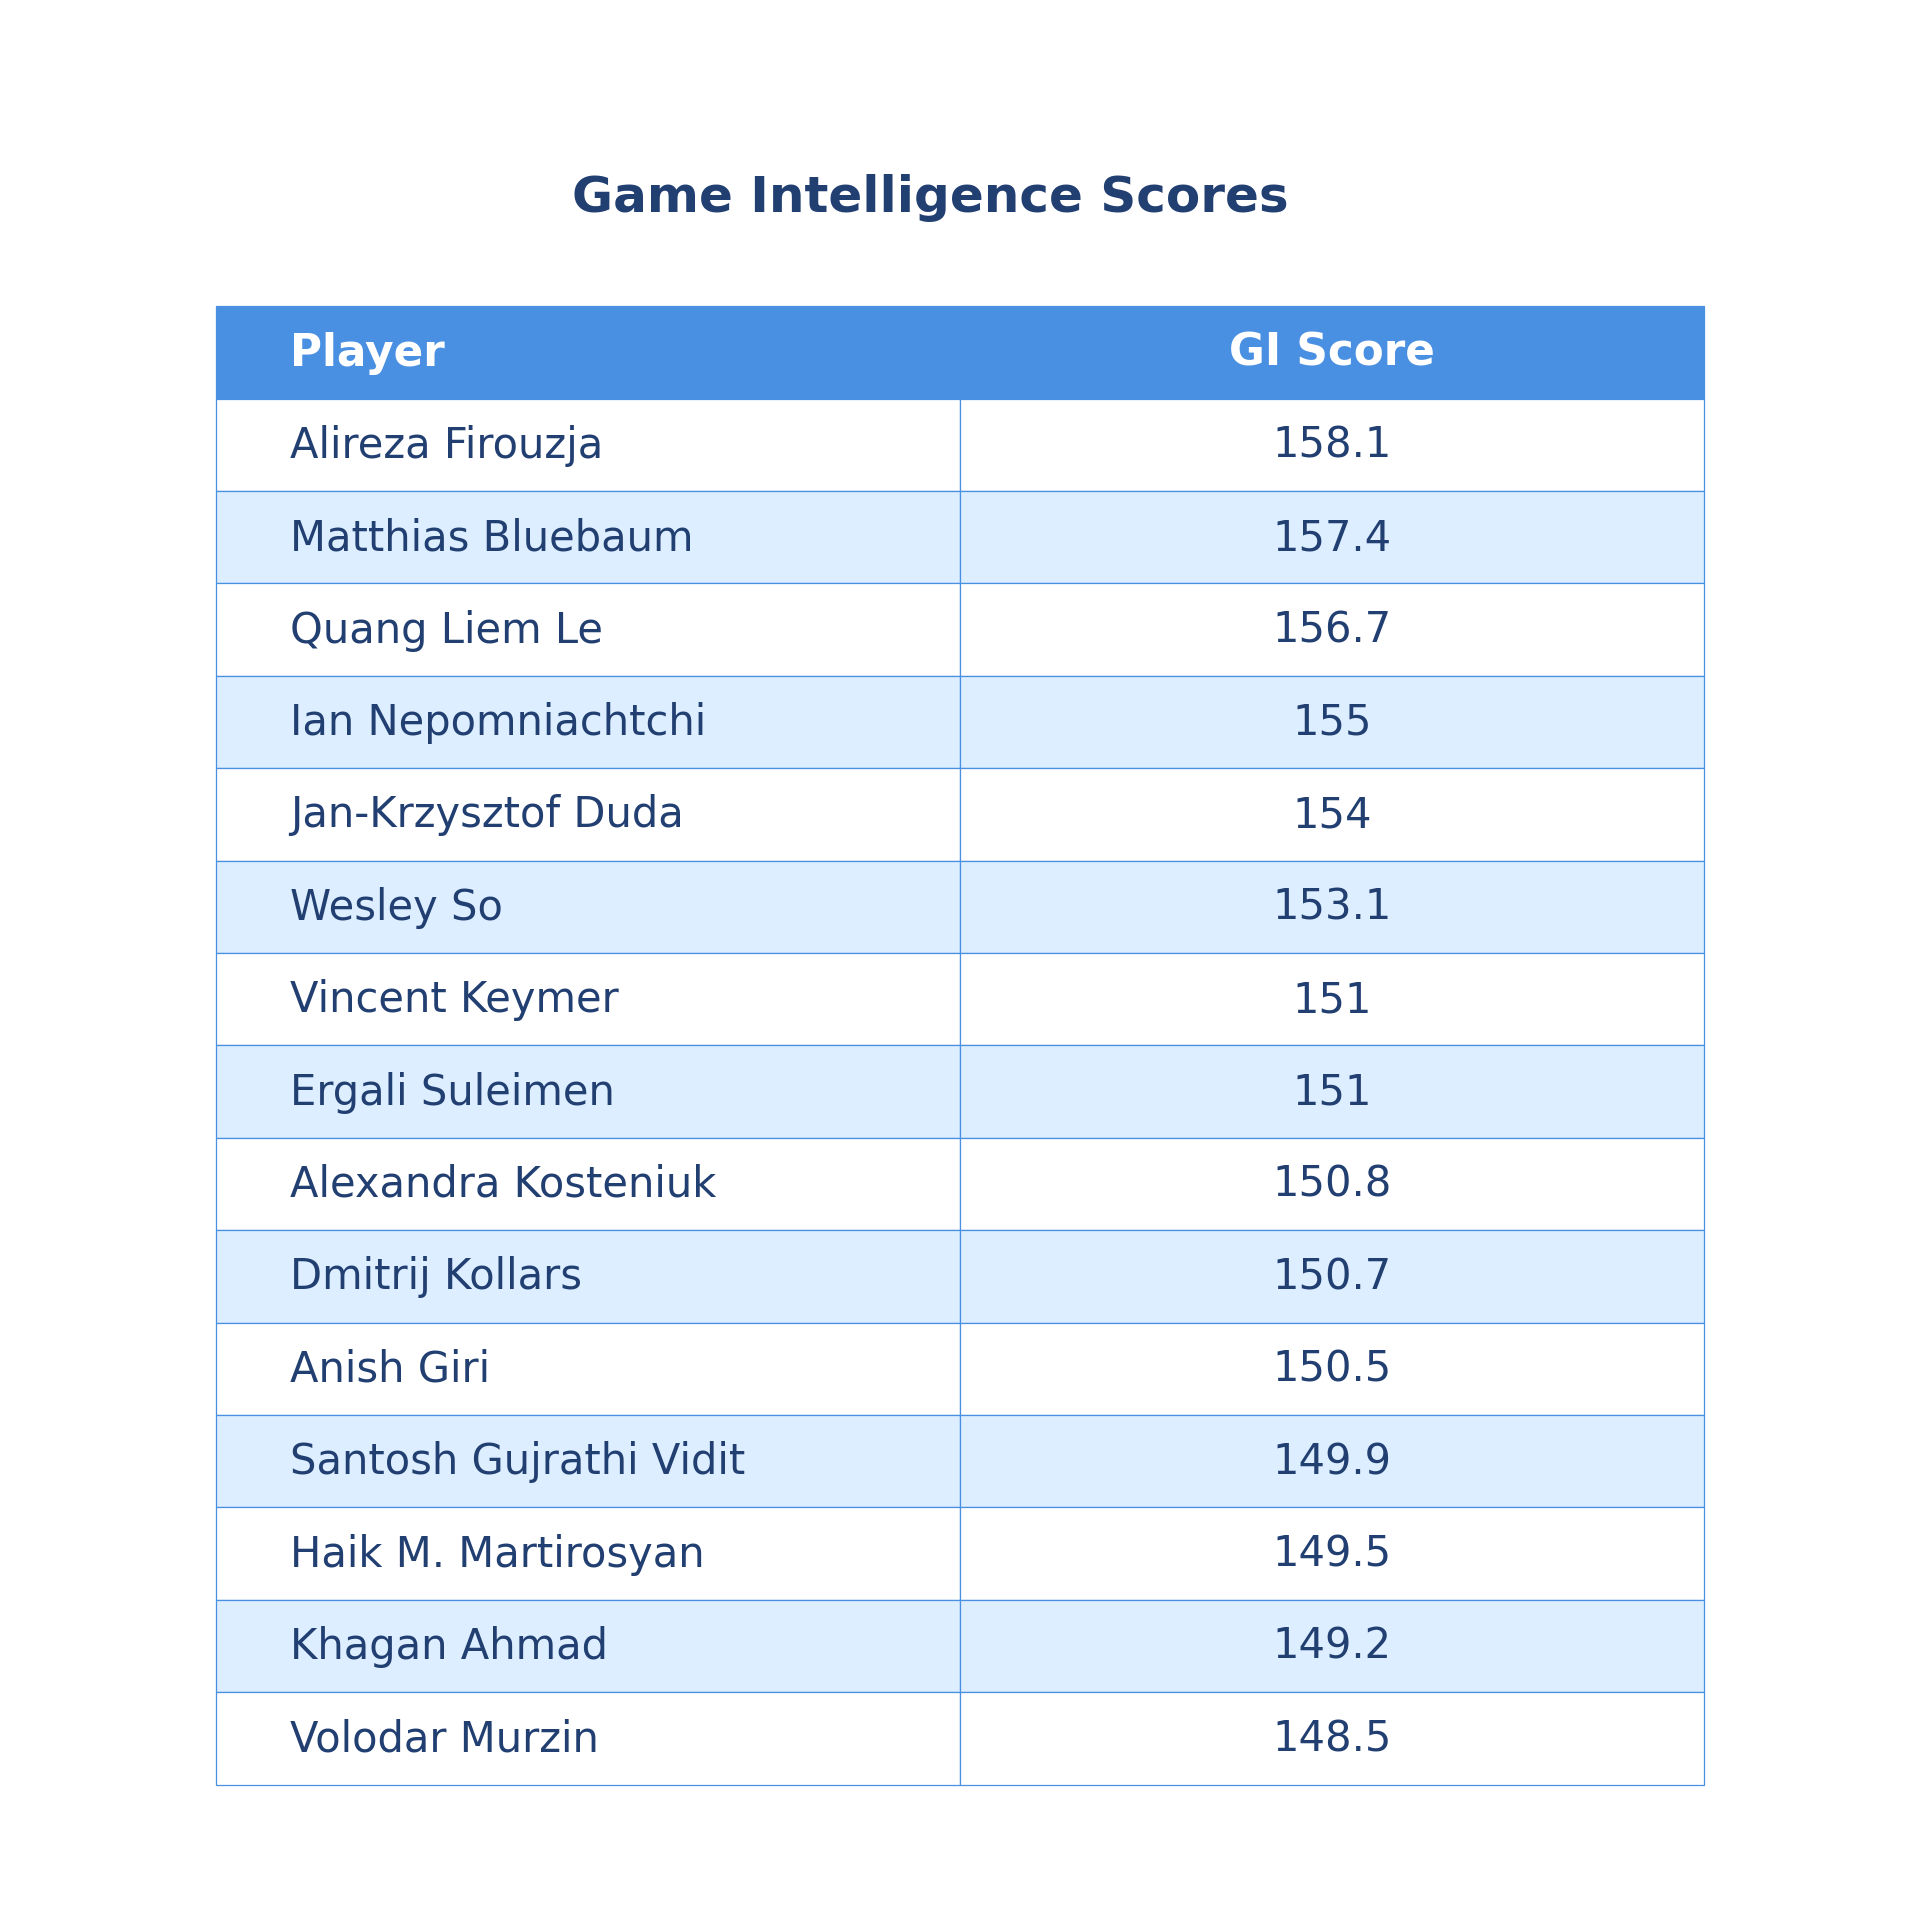 Game Intelligence Scores
Player GI Score
Alireza Firouzja 158.1
Matthias Bluebaum 157.4
Quang Liem Le 156.7
Ian Nepomniachtchi 155
Jan-Krzysztof Duda 154
Wesley So 153.1
Vincent Keymer 151
Ergali Suleimen 151
Alexandra Kosteniuk 150.8
Dmitrij Kollars 150.7
Anish Giri 150.5
Santosh Gujrathi Vidit 149.9
Haik M. Martirosyan 149.5
Khagan Ahmad 149.2
Volodar Murzin 148.5